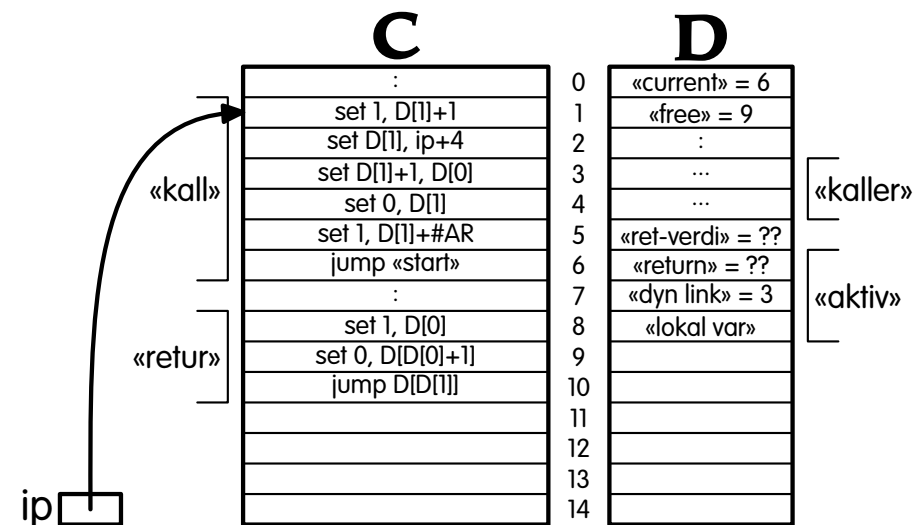 C D
: 0 «current» = 6
set 1, D[1]+1 1 «free» = 9
set D[1], ip+4 2 :
set D[1]+1, D[0] 3 ...
«kall» «kaller»
set 0, D[1] 4 ...
set 1, D[1]+#AR 5 «ret-verdi» = ??
jump «start» 6 «return» = ??
: 7 «dyn link» = 3 «aktiv»
set 1, D[0] 8 «lokal var»
«retur» set 0, D[D[0]+1] 9
jump D[D[1]] 10
11
12
13
ip 14